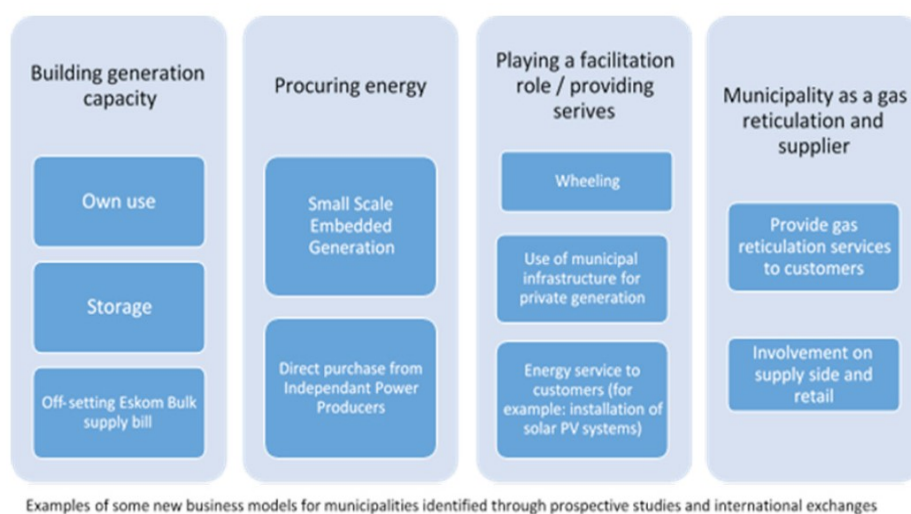 Building generation
capacity
Own use
Storage
Off-setting Eskom Bulk
supply bill
Procuring energy
Small Scale
Embedded
Generation
Direct purchase from
Independant Power
Producers
Playing a facilitation
role / providing
serives
Wheeling
Use of municipal
infrastructure for
private generation
Energy service to
customers (for
example: installation of
solar PV systems)
Municipality as a gas
reticulation and
supplier
Provide gas
reticulation services
to customers
Involvement on
supply side and
retail
Examples of some new business models for municipalities identified through prospective studies and international exchanges